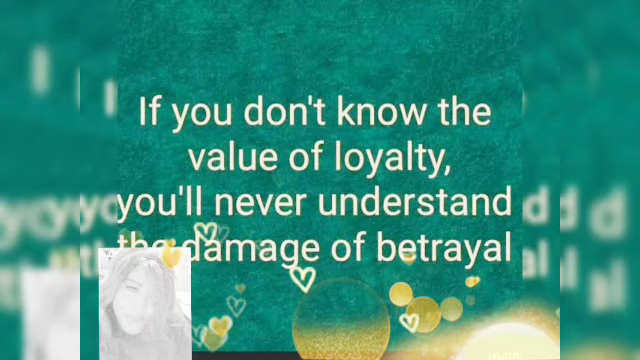 If you don't know the
value of loyalty,
you'll never understand
the damage of betrayal